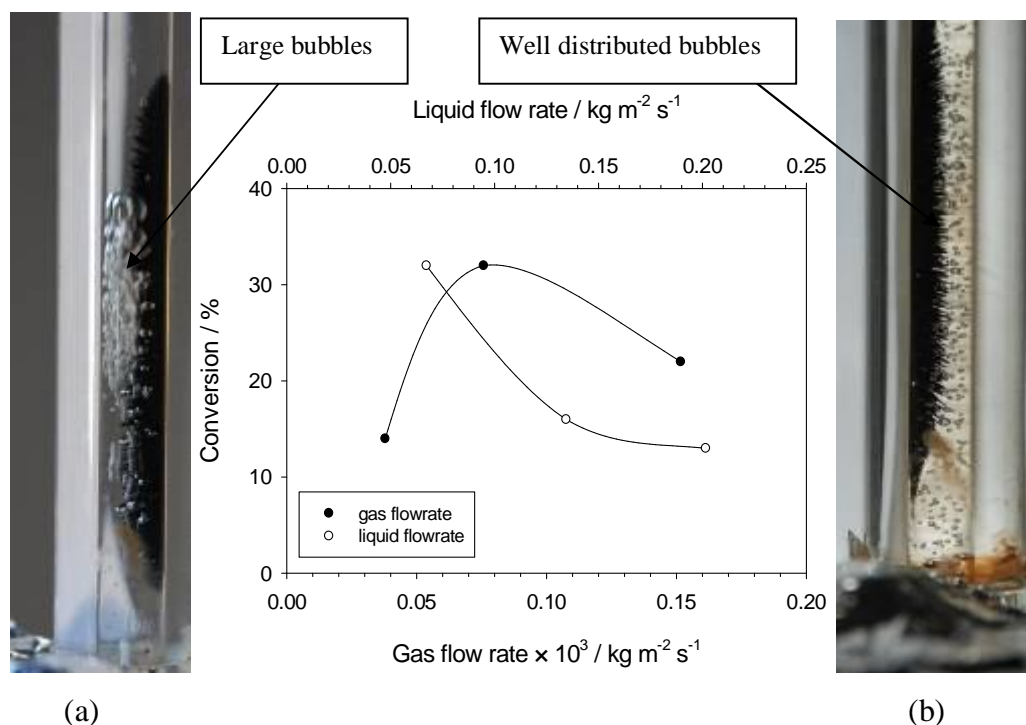 Large bubbles
Well distributed bubbles
Liquid flow rate / kg m⁻² s⁻¹
0.00 0.05 0.10 0.15 0.20 0.25
40
30
20
10
0
Conversion / %
gas flowrate
liquid flowrate
0.00 0.05 0.10 0.15 0.20
Gas flow rate × 10³ / kg m⁻² s⁻¹
(a)
(b)